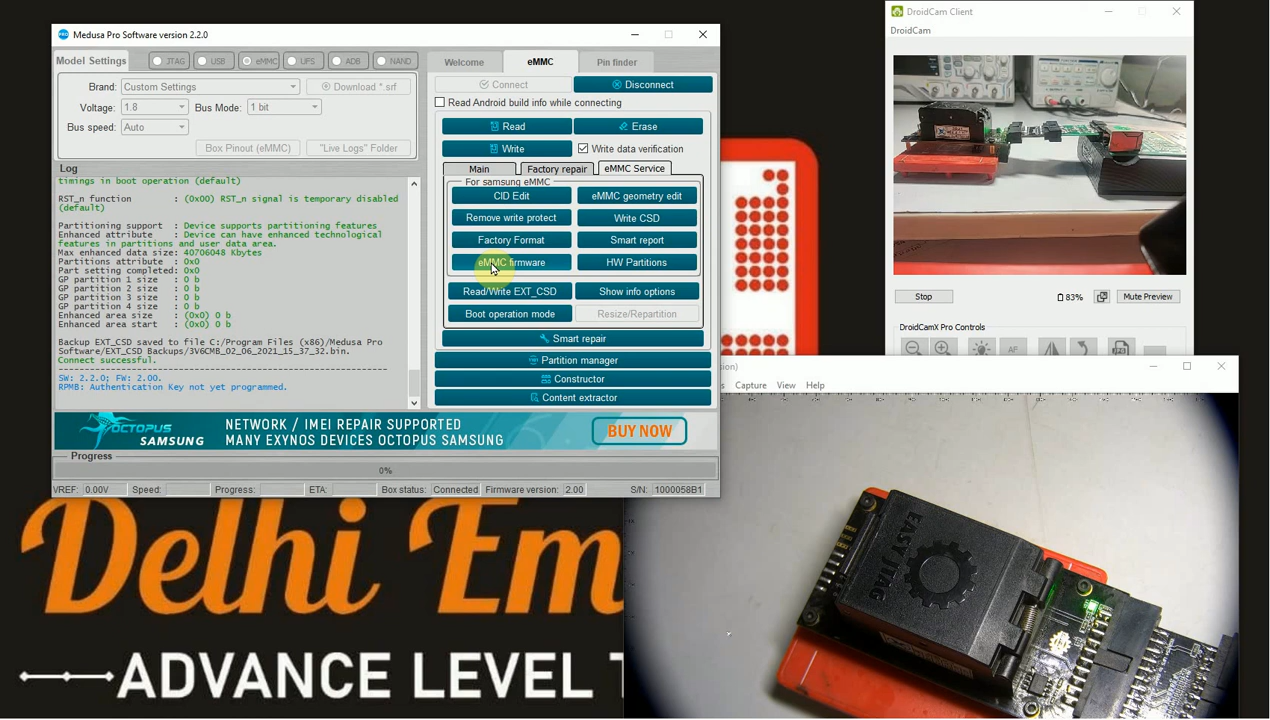 Medusa Pro Software version 2.2.0
Model Settings
JTAG
USB
eMMC
UFS
ADB
NAND
Brand:
Custom Settings
Download *.srf
Voltage:
1.8
Bus Mode:
1 bit
Bus speed:
Auto
Box Pinout (eMMC)
"Live Logs" Folder
Log
timings in boot operation (default)
RST_n function : (0x00) RST_n signal is temporary disabled
(default)
Partitioning support : Device supports partitioning features
Enhanced attribute : Device can have enhanced technological
features in partitions and user data area.
Max enhanced data size: 40706048 Kbytes
Partitions attribute: 0x0
Part setting completed: 0x0
GP partition 1 size : 0 b
GP partition 2 size : 0 b
GP partition 3 size : 0 b
GP partition 4 size : 0 b
Enhanced area size : (0x0) 0 b
Enhanced area start : (0x0) 0 b
Backup EXT_CSD saved to file C:/Program Files (x86)/Medusa Pro
Software/EXT_CSD Backups/3V6CMB_02_06_2021_15_37_32.bin.
Connect successful.
SW: 2.2.0; FW: 2.00.
RPMB: Authentication Key not yet programmed.
Welcome
eMMC
Pin finder
Connect
Disconnect
Read Android build info while connecting
Read
Erase
Write
Write data verification
Main
Factory repair
eMMC Service
For samsung eMMC
CID Edit
eMMC geometry edit
Remove write protect
Write CSD
Factory Format
Smart report
eMMC firmware
HW Partitions
Read/Write EXT_CSD
Show info options
Boot operation mode
Resize/Repartition
Smart repair
Partition manager
Constructor
Content extractor
OCTOPUS
SAMSUNG
NETWORK / IMEI REPAIR SUPPORTED
MANY EXYNOS DEVICES OCTOPUS SAMSUNG
BUY NOW
Progress
0%
VREF: 0.00V
Speed:
Progress:
ETA:
Box status: Connected
Firmware version: 2.00
S/N: 1000058B1
DroidCam Client
DroidCam
Stop
83%
Mute Preview
DroidCamX Pro Controls
AF
Capture
View
Help
EASY JTAG
Delhi Em
ADVANCE LEVEL T